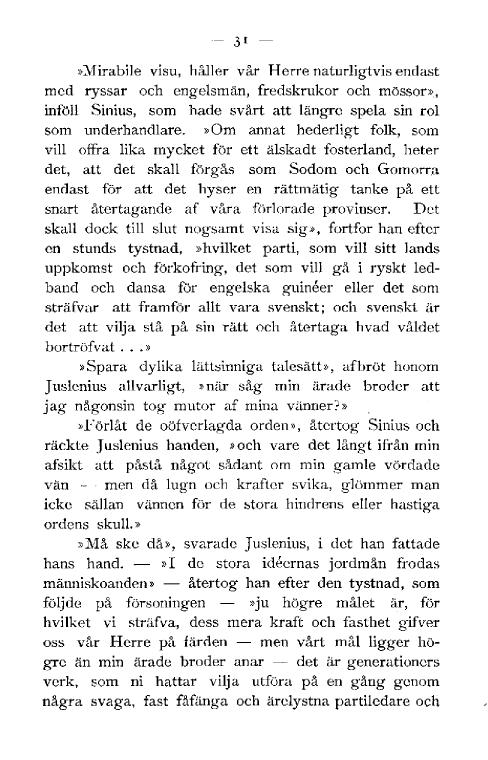 — 31 —
»Mirabile visu, håller vår Herre naturligtvis endast
med ryssar och engelsmän, fredskrukor och mössor»,
inföll Sinius, som hade svårt att längre spela sin rol
som underhandlare. »Om annat hederligt folk, som
vill offra lika mycket för ett älskadt fosterland, heter
det, att det skall förgås som Sodom och Gomorra
endast för att det hyser en rättmätig tanke på ett
snart återtagande af våra förlorade provinser. Det
skall dock till slut nogsamt visa sig», fortfor han efter
en stunds tystnad, »hvilket parti, som vill sitt lands
uppkomst och förkofring, det som vill gå i ryskt led-
band och dansa för engelska guinéer eller det som
sträfvar att framför allt vara svenskt; och svenskt är
det att vilja stå på sin rätt och återtaga hvad våldet
bortröfvat . . .»
»Spara dylika lättsinniga talesätt», afbröt honom
Juslenius allvarligt, »när såg min ärade broder att
jag någonsin tog mutor af mina vänner?»
»Förlåt de oöfverlagda orden», återtog Sinius och
räckte Juslenius handen, »och vare det långt ifrån min
afsikt att påstå något sådant om min gamle vördade
vän — men då lugn och krafter svika, glömmer man
icke sällan vännen för de stora hindrens eller hastiga
ordens skull.»
»Må ske då», svarade Juslenius, i det han fattade
hans hand. — »I de stora idéernas jordmån frodas
människoanden» — återtog han efter den tystnad, som
följde på försoningen — »ju högre målet är, för
hvilket vi sträfva, dess mera kraft och fasthet gifver
oss vår Herre på färden — men vårt mål ligger hö-
gre än min ärade broder anar — det är generationers
verk, som ni hattar vilja utföra på en gång genom
några svaga, fast fåfänga och ärelystna partiledare och